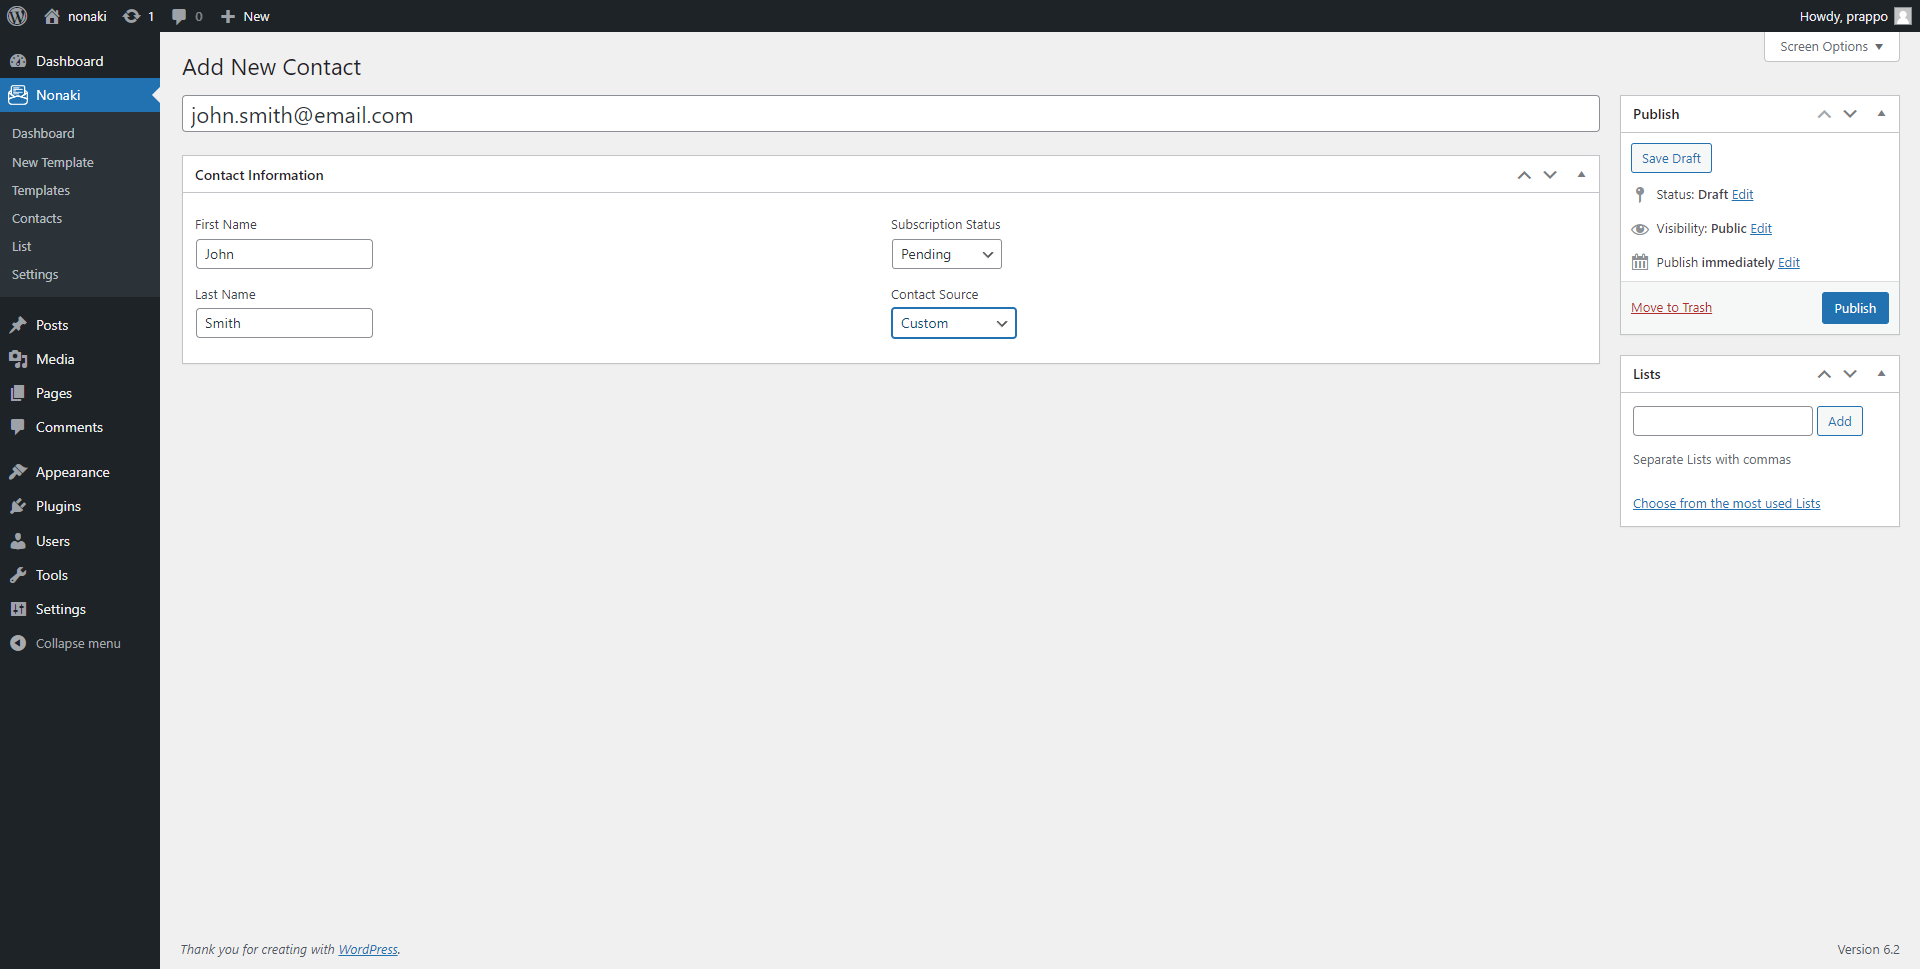 nonaki 1 0 New Howdy, prappo
Screen Options
Dashboard
Nonaki
Dashboard
New Template
Templates
Contacts
List
Settings
Posts
Media
Pages
Comments
Appearance
Plugins
Users
Tools
Settings
Collapse menu
Add New Contact
john.smith@email.com
Contact Information
First Name
John
Last Name
Smith
Subscription Status
Pending
Contact Source
Custom
Publish
Save Draft
Status: Draft Edit
Visibility: Public Edit
Publish immediately Edit
Move to Trash Publish
Lists
Add
Separate Lists with commas
Choose from the most used Lists
Thank you for creating with WordPress. Version 6.2